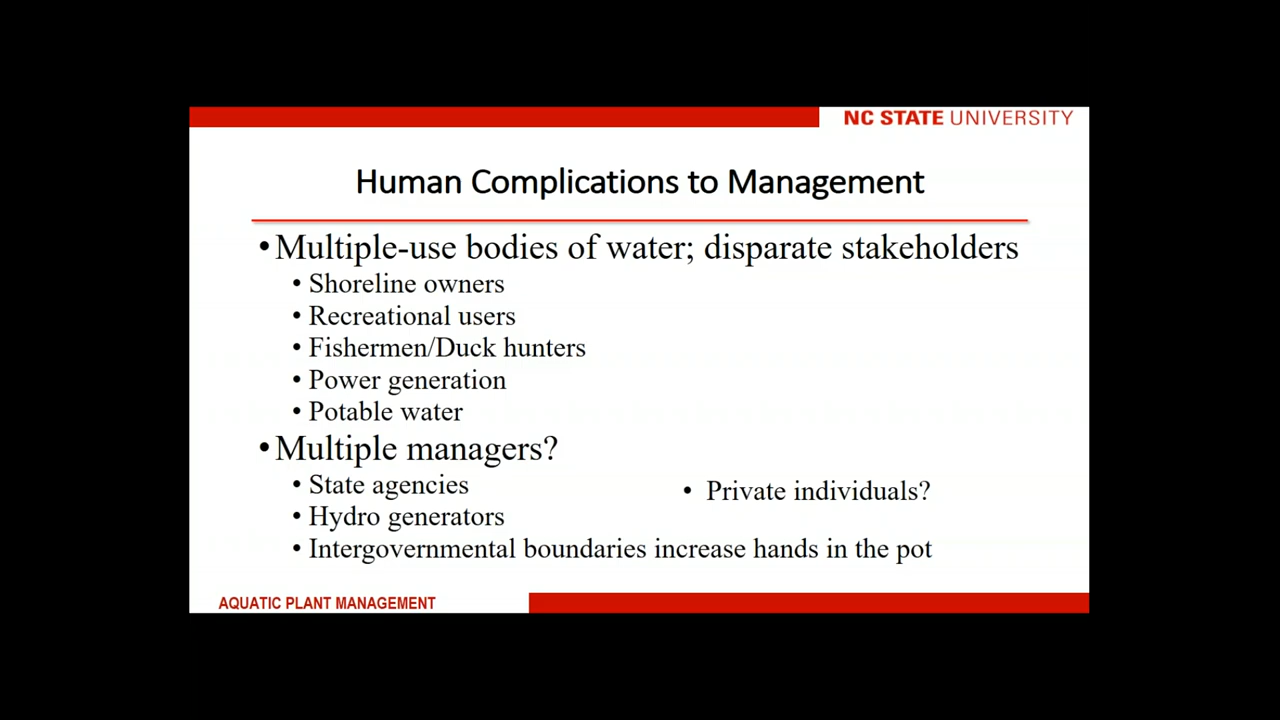 NC STATE UNIVERSITY
Human Complications to Management
•Multiple-use bodies of water; disparate stakeholders
• Shoreline owners
• Recreational users
• Fishermen/Duck hunters
• Power generation
• Potable water
•Multiple managers?
• State agencies
• Private individuals?
• Hydro generators
• Intergovernmental boundaries increase hands in the pot
AQUATIC PLANT MANAGEMENT